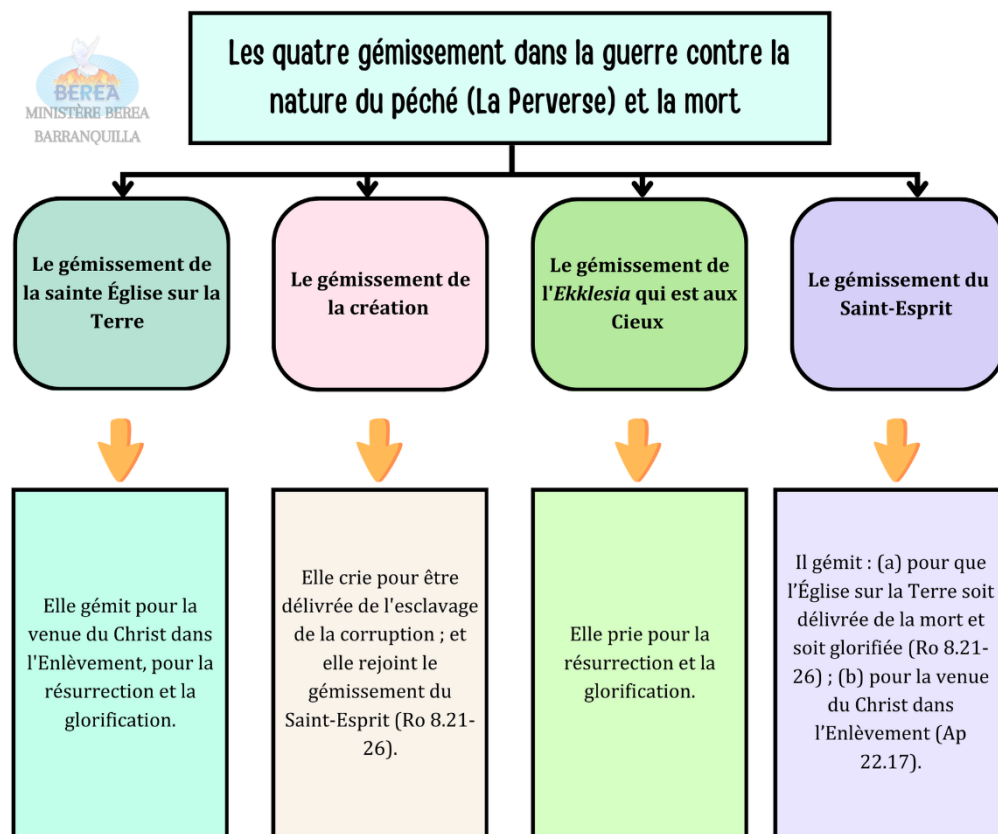 Les quatre gémissement dans la guerre contre la
nature du péché (La Perverse) et la mort
BEREA
MINISTÈRE BEREA
BARRANQUILLA
Le gémissement de
la sainte Église sur la
Terre
Le gémissement de
la création
Le gémissement de
l'Ekklesia qui est aux
Cieux
Le gémissement du
Saint-Esprit
Elle gémit pour la
venue du Christ dans
l'Enlèvement, pour la
résurrection et la
glorification.
Elle crie pour être
délivrée de l'esclavage
de la corruption ; et
elle rejoint le
gémissement du
Saint-Esprit (Ro 8.21-
26).
Elle prie pour la
résurrection et la
glorification.
Il gémit : (a) pour que
l’Église sur la Terre soit
délivrée de la mort et
soit glorifiée (Ro 8.21-
26) ; (b) pour la venue
du Christ dans
l’Enlèvement (Ap
22.17).